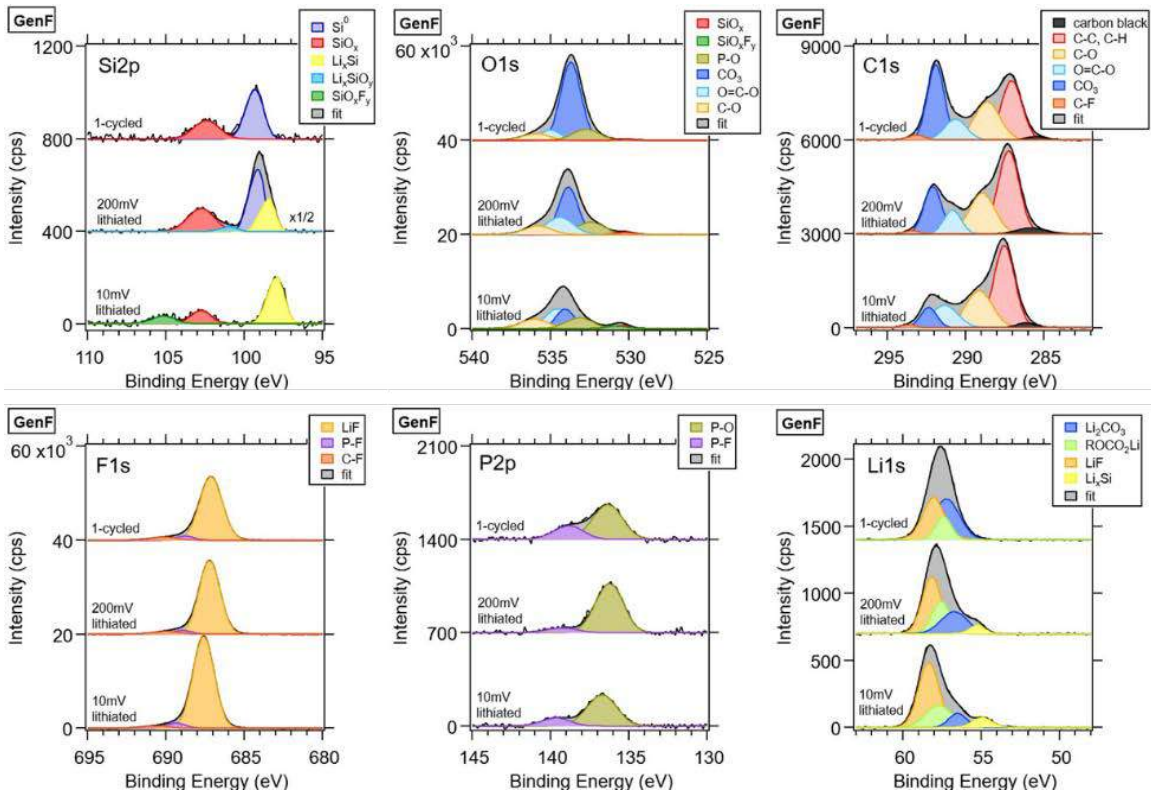 GenF
Si2p
Si⁰
SiOₓ
LiₓSi
LiₓSiOᵧ
SiOₓFᵧ
fit
1200
800
400
0
Intensity (cps)
1-cycled
200mV
lithiated
x1/2
10mV
lithiated
110 105 100 95
Binding Energy (eV)
GenF
60 x10³
O1s
SiOₓ
SiOₓFᵧ
P-O
CO₃
O=C-O
C-O
fit
40
20
0
Intensity (cps)
1-cycled
200mV
lithiated
10mV
lithiated
540 535 530 525
Binding Energy (eV)
GenF
C1s
carbon black
C-C, C-H
C-O
O=C-O
CO₃
C-F
fit
9000
6000
3000
0
Intensity (cps)
1-cycled
200mV
lithiated
10mV
lithiated
295 290 285
Binding Energy (eV)
GenF
60 x10³
F1s
LiF
P-F
C-F
fit
40
20
0
Intensity (cps)
1-cycled
200mV
lithiated
10mV
lithiated
695 690 685 680
Binding Energy (eV)
GenF
P2p
P-O
P-F
fit
2100
1400
700
0
Intensity (cps)
1-cycled
200mV
lithiated
10mV
lithiated
145 140 135 130
Binding Energy (eV)
GenF
Li1s
Li₂CO₃
ROCO₂Li
LiF
LiₓSi
fit
2000
1500
1000
500
0
Intensity (cps)
1-cycled
200mV
lithiated
10mV
lithiated
60 55 50
Binding Energy (eV)